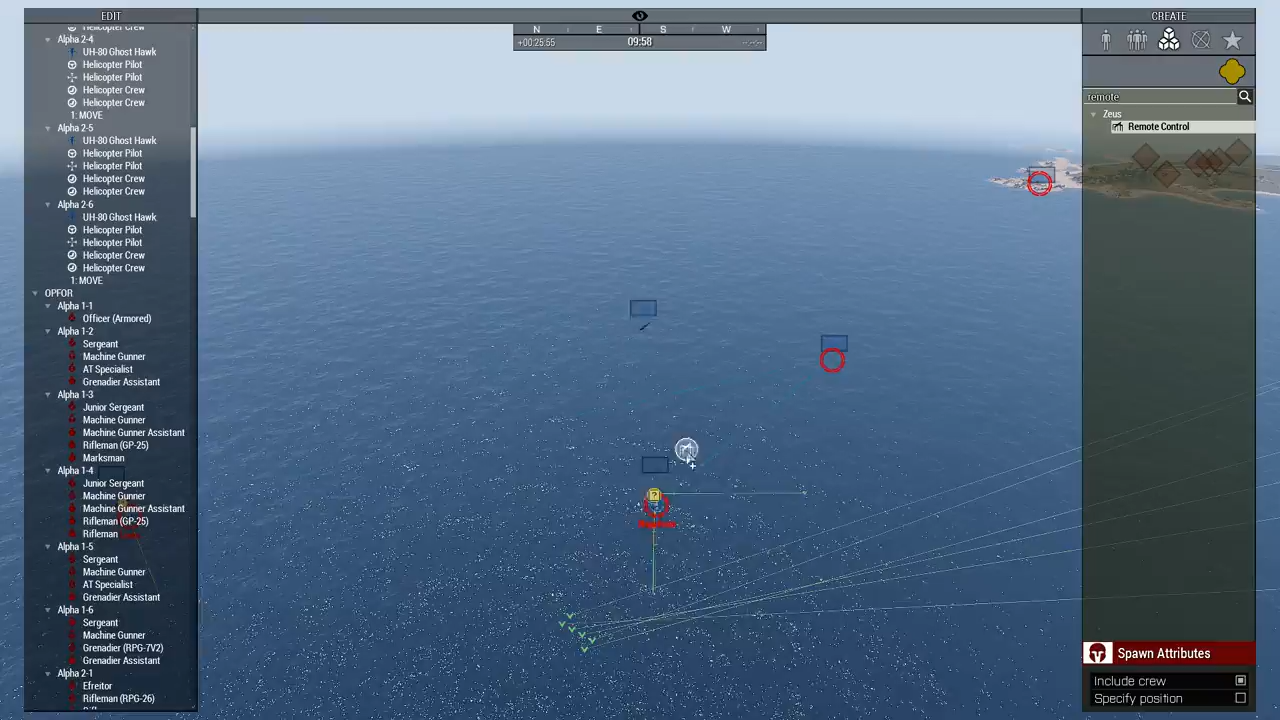 EDIT
Helicopter Crew
Alpha 2-4
UH-80 Ghost Hawk
Helicopter Pilot
Helicopter Pilot
Helicopter Crew
Helicopter Crew
1: MOVE
Alpha 2-5
UH-80 Ghost Hawk
Helicopter Pilot
Helicopter Pilot
Helicopter Crew
Helicopter Crew
Alpha 2-6
UH-80 Ghost Hawk
Helicopter Pilot
Helicopter Pilot
Helicopter Crew
Helicopter Crew
1: MOVE
OPFOR
Alpha 1-1
Officer (Armored)
Alpha 1-2
Sergeant
Machine Gunner
AT Specialist
Grenadier Assistant
Alpha 1-3
Junior Sergeant
Machine Gunner
Machine Gunner Assistant
Rifleman (GP-25)
Marksman
Alpha 1-4
Junior Sergeant
Machine Gunner
Machine Gunner Assistant
Rifleman (GP-25)
Rifleman
Alpha 1-5
Sergeant
Machine Gunner
AT Specialist
Grenadier Assistant
Alpha 1-6
Sergeant
Machine Gunner
Grenadier (RPG-7V2)
Grenadier Assistant
Alpha 2-1
Efreitor
Rifleman (RPG-26)
N E S W
+00:25:55 09:58
?
CREATE
remote
Zeus
Remote Control
Spawn Attributes
Include crew
Specify position